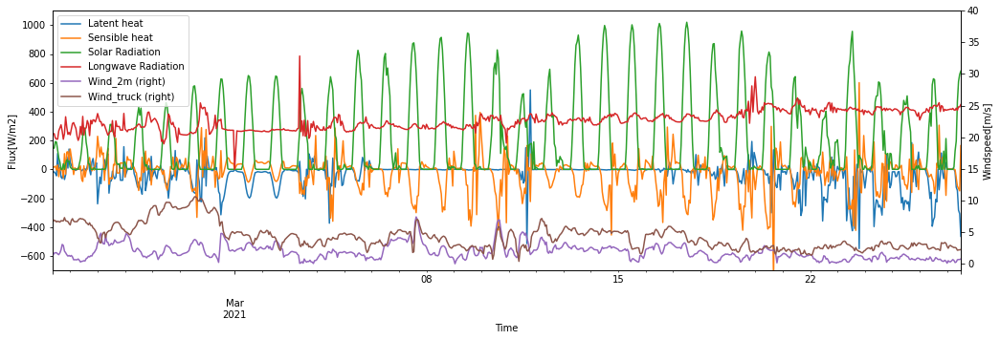 Latent heat
Sensible heat
Solar Radiation
Longwave Radiation
Wind_2m (right)
Wind_truck (right)
Flux[W/m2]
1000
800
600
400
200
0
−200
−400
−600
40
35
30
25
20
15
10
5
0
Windspeed[m/s]
Mar
2021
08
15
22
Time